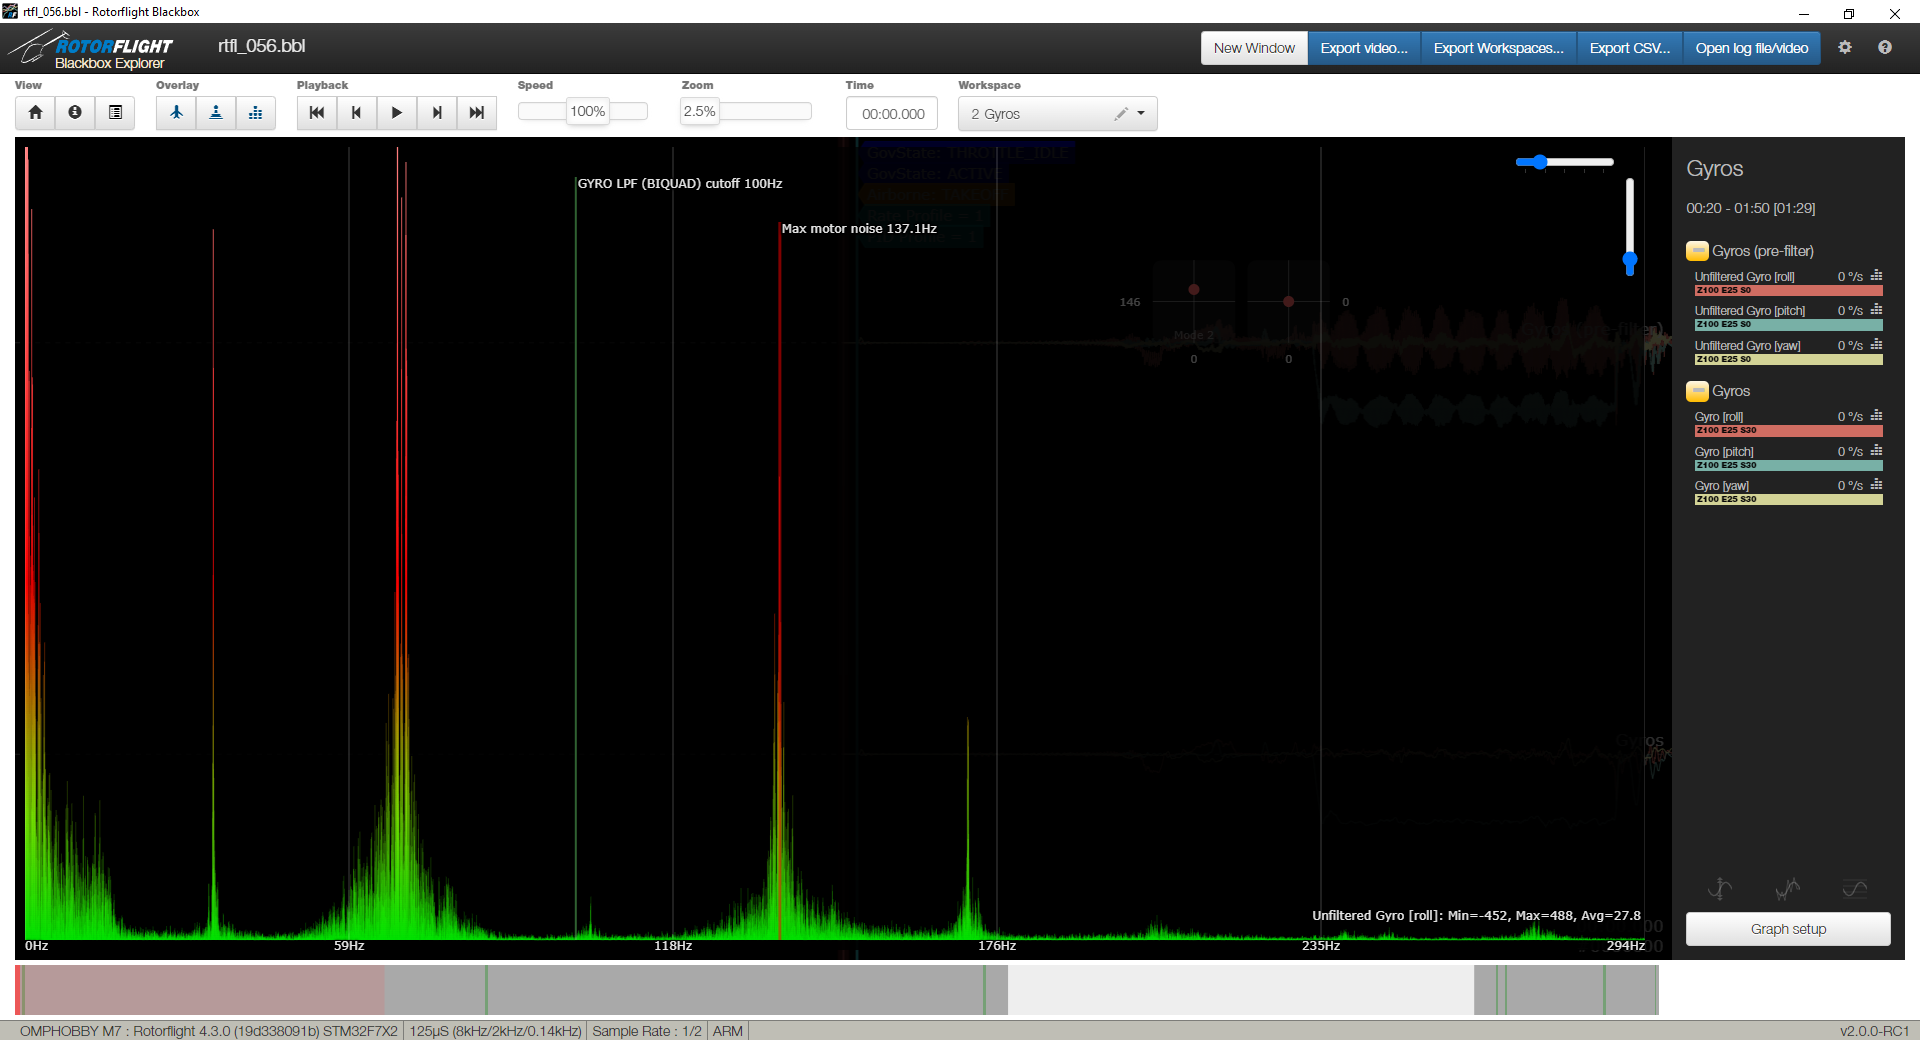 rtfl_056.bbl - Rotorflight Blackbox
ROTORFLIGHT
Blackbox Explorer
rtfl_056.bbl
New Window
Export video...
Export Workspaces...
Export CSV...
Open log file/video
View
Overlay
Playback
Speed
Zoom
Time
Workspace
100%
2.5%
00:00.000
2 Gyros
GovState: THROTTLE_IDLE
GovState: ACTIVE
Rate Profile = 1
GYRO LPF (BIQUAD) cutoff 100Hz
Max motor noise 137.1Hz
146
0
Mode 2
0
0
Gyros (pre-filter)
Gyros
Unfiltered Gyro [roll]: Min=-452, Max=488, Avg=27.8
0Hz
59Hz
118Hz
176Hz
235Hz
294Hz
Gyros
00:20 - 01:50 [01:29]
Gyros (pre-filter)
Unfiltered Gyro [roll] 0 º/s
Z100 E25 S0
Unfiltered Gyro [pitch] 0 º/s
Z100 E25 S0
Unfiltered Gyro [yaw] 0 º/s
Z100 E25 S0
Gyros
Gyro [roll] 0 º/s
Z100 E25 S30
Gyro [pitch] 0 º/s
Z100 E25 S30
Gyro [yaw] 0 º/s
Z100 E25 S30
Graph setup
OMPHOBBY M7 : Rotorflight 4.3.0 (19d338091b) STM32F7X2
125µS (8kHz/2kHz/0.14kHz)
Sample Rate : 1/2
ARM
v2.0.0-RC1